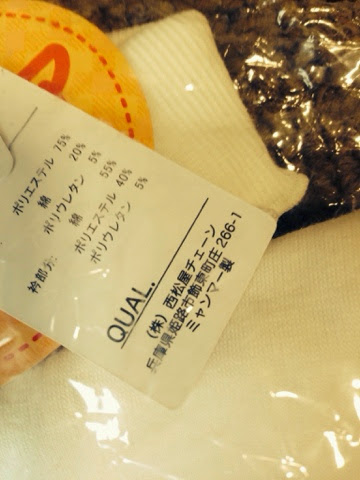 ポリエステル 75%
綿 20%
ポリウレタン 5%
衿部分: 綿 55%
ポリエステル 40%
ポリウレタン 5%
QUAL.
(株)西松屋チェーン
兵庫県姫路市飾東町庄266-1
ミャンマー製